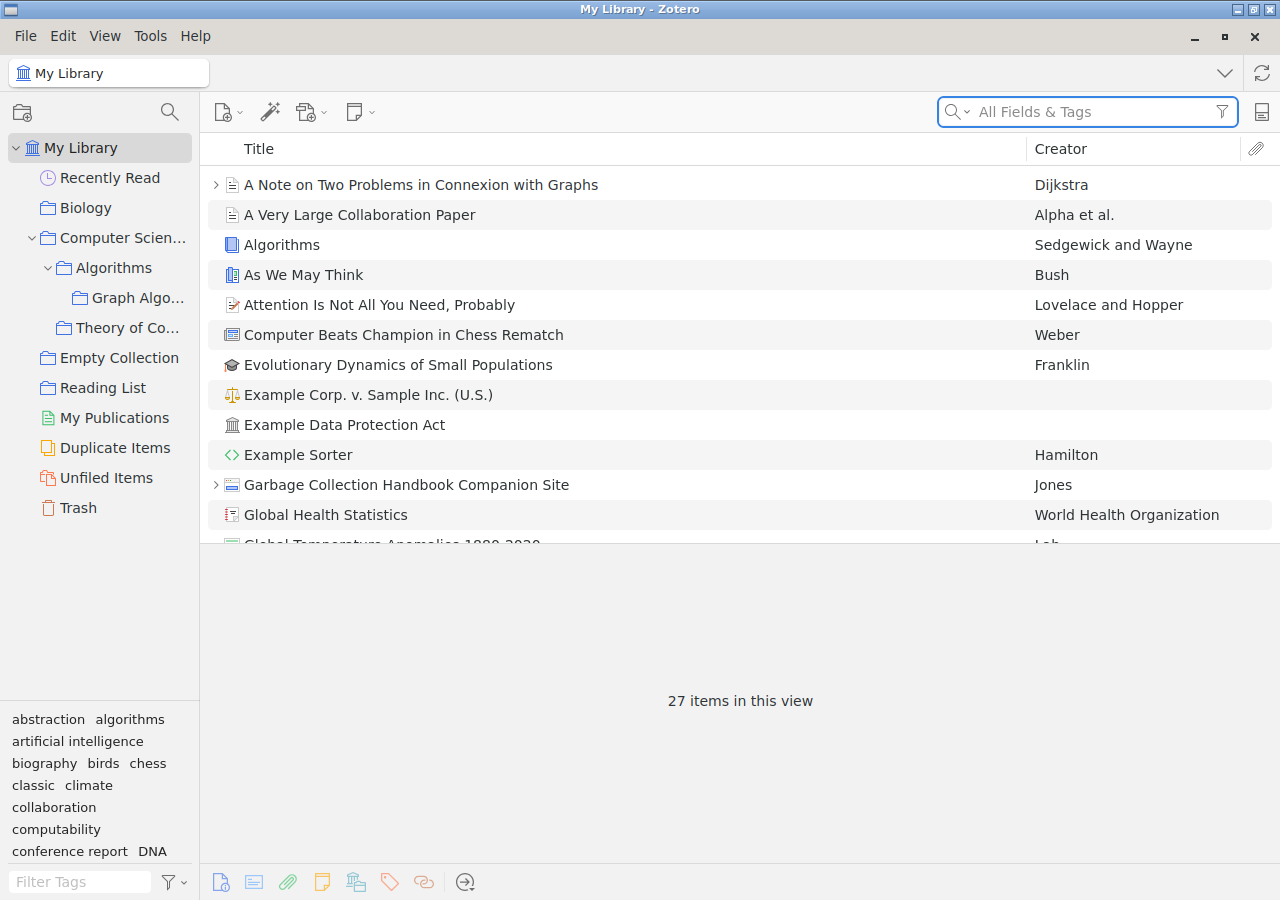 My Library - Zotero
File Edit View Tools Help
My Library
All Fields & Tags
Title Creator
My Library
Recently Read
Biology
Computer Scien...
Algorithms
Graph Algo...
Theory of Co...
Empty Collection
Reading List
My Publications
Duplicate Items
Unfiled Items
Trash
A Note on Two Problems in Connexion with Graphs Dijkstra
A Very Large Collaboration Paper Alpha et al.
Algorithms Sedgewick and Wayne
As We May Think Bush
Attention Is Not All You Need, Probably Lovelace and Hopper
Computer Beats Champion in Chess Rematch Weber
Evolutionary Dynamics of Small Populations Franklin
Example Corp. v. Sample Inc. (U.S.)
Example Data Protection Act
Example Sorter Hamilton
Garbage Collection Handbook Companion Site Jones
Global Health Statistics World Health Organization
Global Temperature Anomalies 1880-2020 Lab
27 items in this view
abstraction algorithms
artificial intelligence
biography birds chess
classic climate
collaboration
computability
conference report DNA
Filter Tags